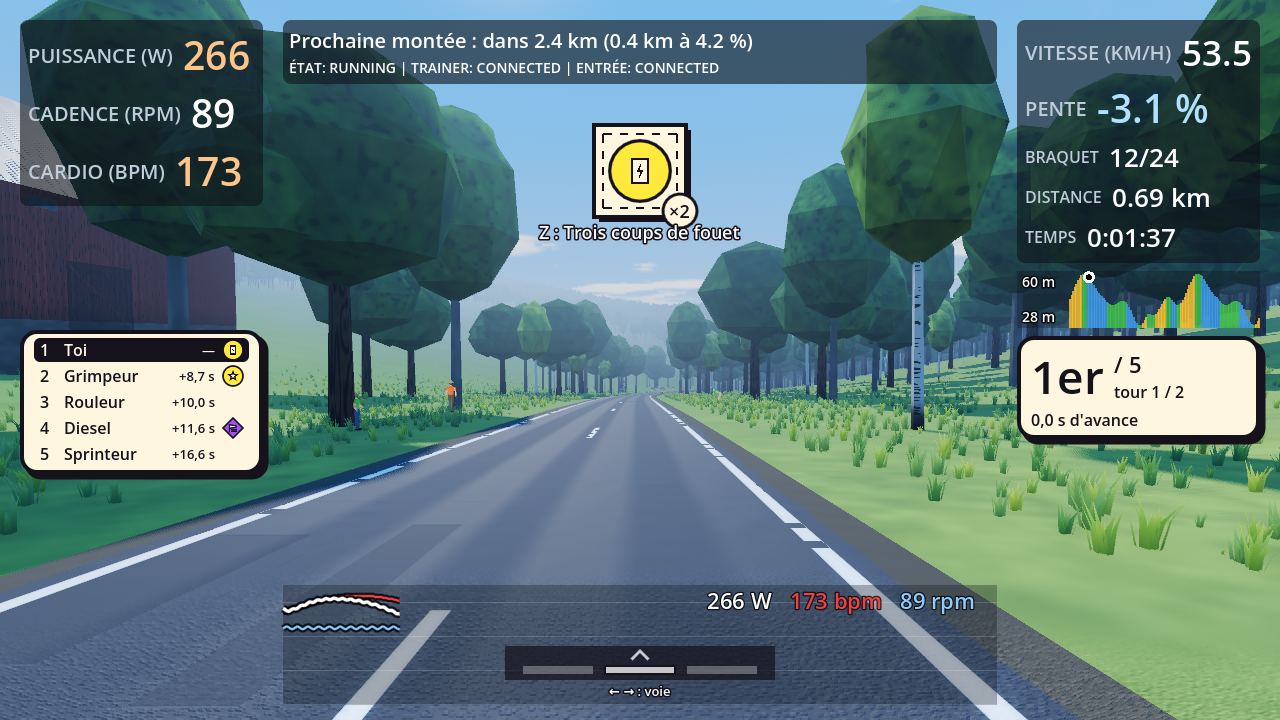 PUISSANCE (W) 266
CADENCE (RPM) 89
CARDIO (BPM) 173
Prochaine montée : dans 2.4 km (0.4 km à 4.2 %)
ÉTAT: RUNNING | TRAINER: CONNECTED | ENTRÉE: CONNECTED
VITESSE (KM/H) 53.5
PENTE -3.1 %
BRAQUET 12/24
DISTANCE 0.69 km
TEMPS 0:01:37
60 m
28 m
×2
Z : Trois coups de fouet
1 Toi —
2 Grimpeur +8,7 s
3 Rouleur +10,0 s
4 Diesel +11,6 s
5 Sprinteur +16,6 s
1er / 5
tour 1 / 2
0,0 s d'avance
266 W 173 bpm 89 rpm
← → : voie